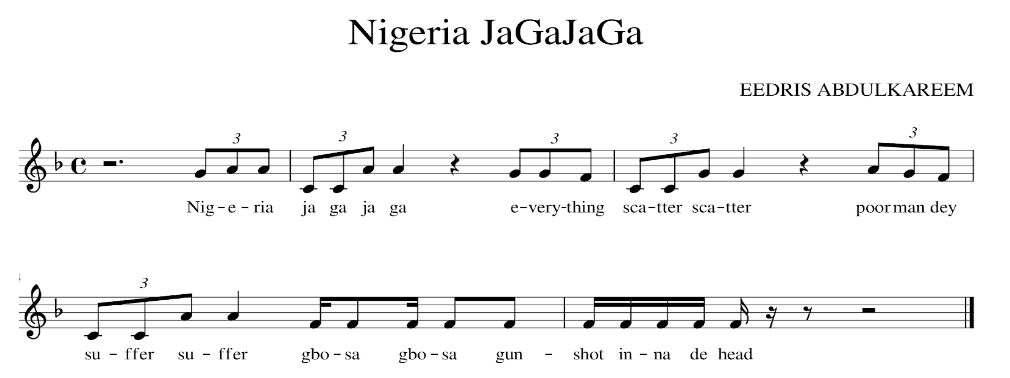 Nigeria JaGaJaGa
EEDRIS ABDULKAREEM
3 3 3 3 3
Nig – e – ria ja ga ja ga e–very–thing sca–tter sca–tter poor man dey
3
su – ffer su – ffer gbo – sa gbo – sa gun – shot in – na de head